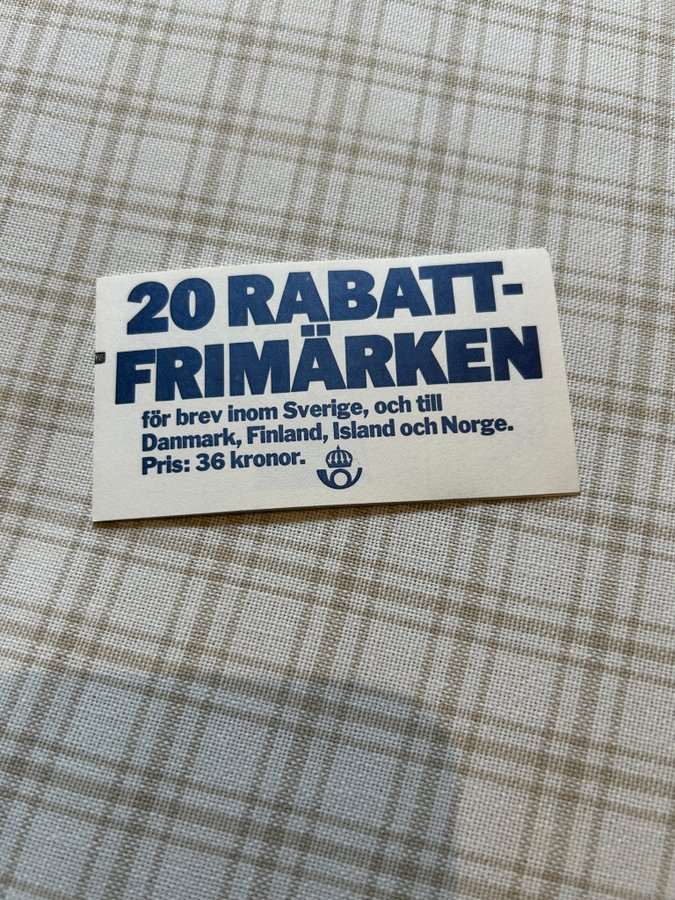 20 RABATT-
FRIMÄRKEN
för brev inom Sverige, och till
Danmark, Finland, Island och Norge.
Pris: 36 kronor.